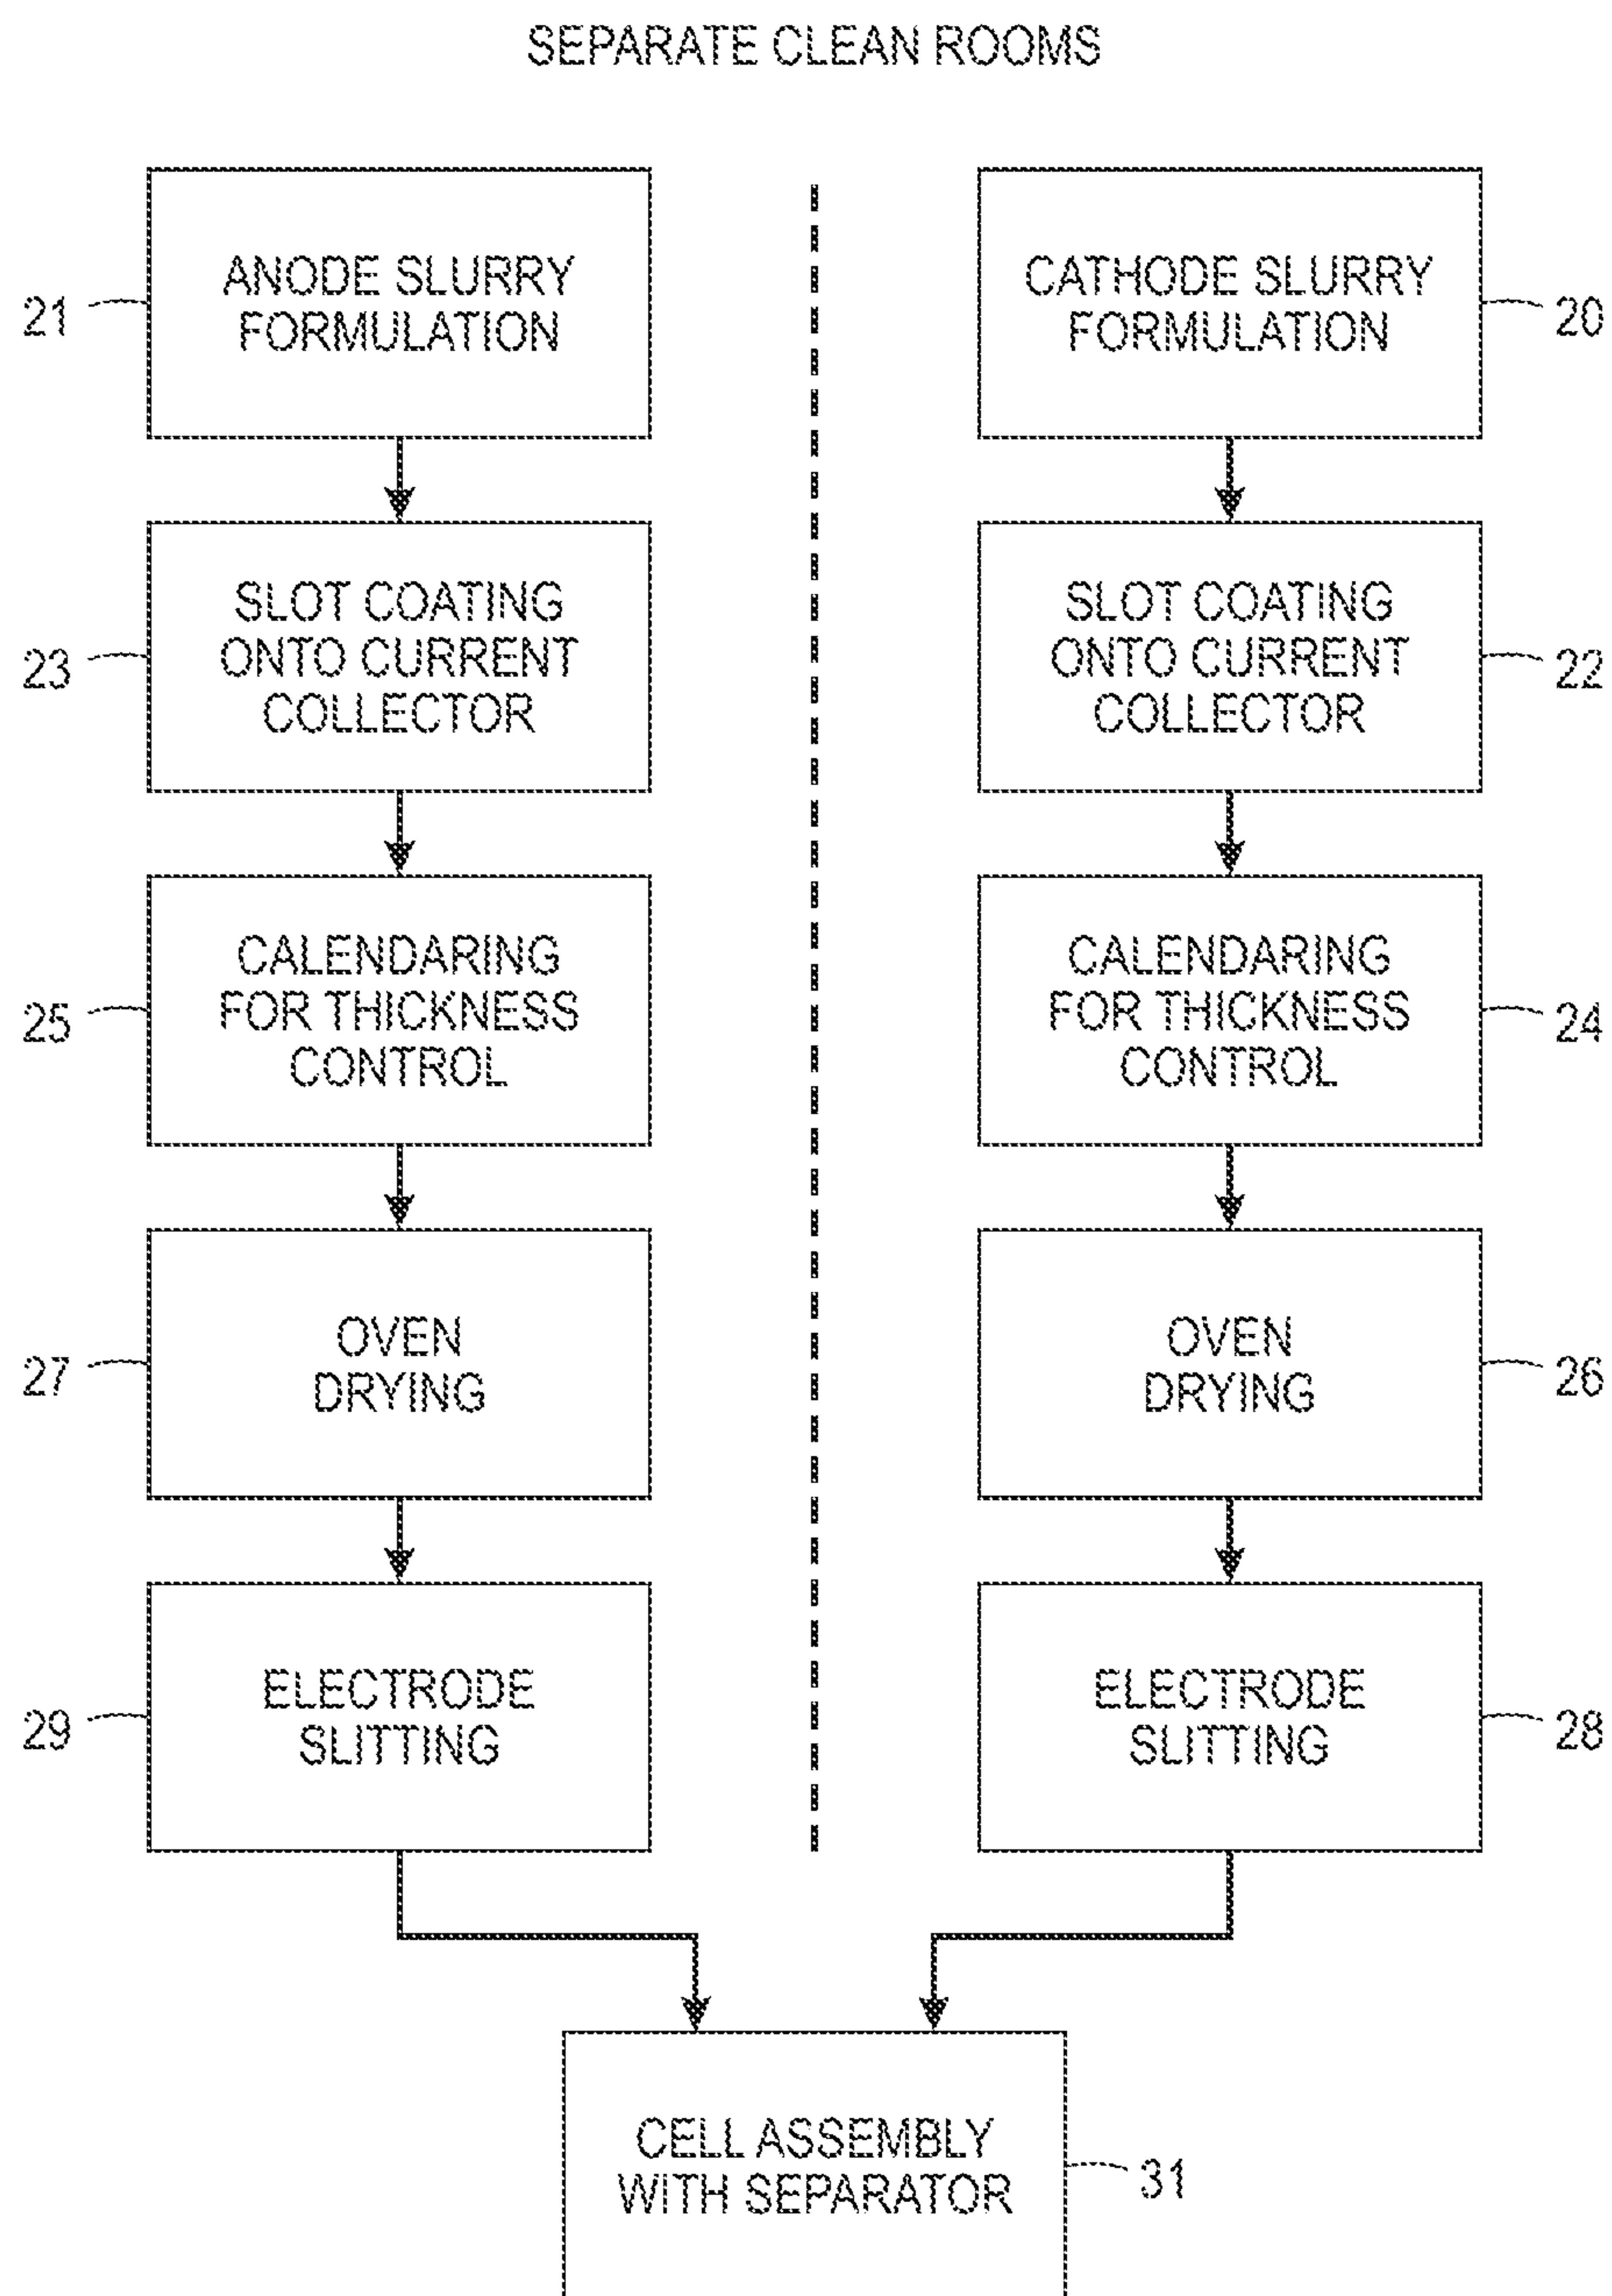 SEPARATE CLEAN ROOMS
ANODE SLURRY
FORMULATION
21
CATHODE SLURRY
FORMULATION
20
SLOT COATING
ONTO CURRENT
COLLECTOR
23
SLOT COATING
ONTO CURRENT
COLLECTOR
22
CALENDARING
FOR THICKNESS
CONTROL
25
CALENDARING
FOR THICKNESS
CONTROL
24
OVEN
DRYING
27
OVEN
DRYING
26
ELECTRODE
SLITTING
29
ELECTRODE
SLITTING
28
CELL ASSEMBLY
WITH SEPARATOR
31